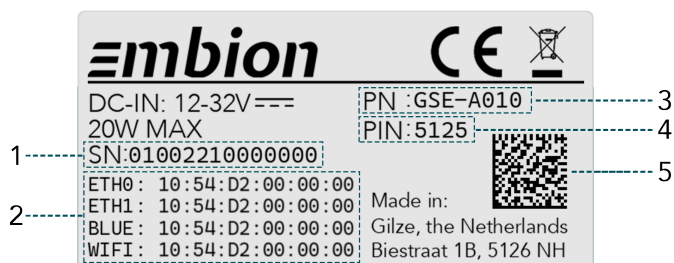 Embion CE
DC-IN: 12-32V
PN :GSE-A010
3
20W MAX
PIN:5125
4
1
SN:01002210000000
5
2
ETH0: 10:54:D2:00:00:00
ETH1: 10:54:D2:00:00:00
BLUE: 10:54:D2:00:00:00
WIFI: 10:54:D2:00:00:00
Made in:
Gilze, the Netherlands
Biestraat 1B, 5126 NH